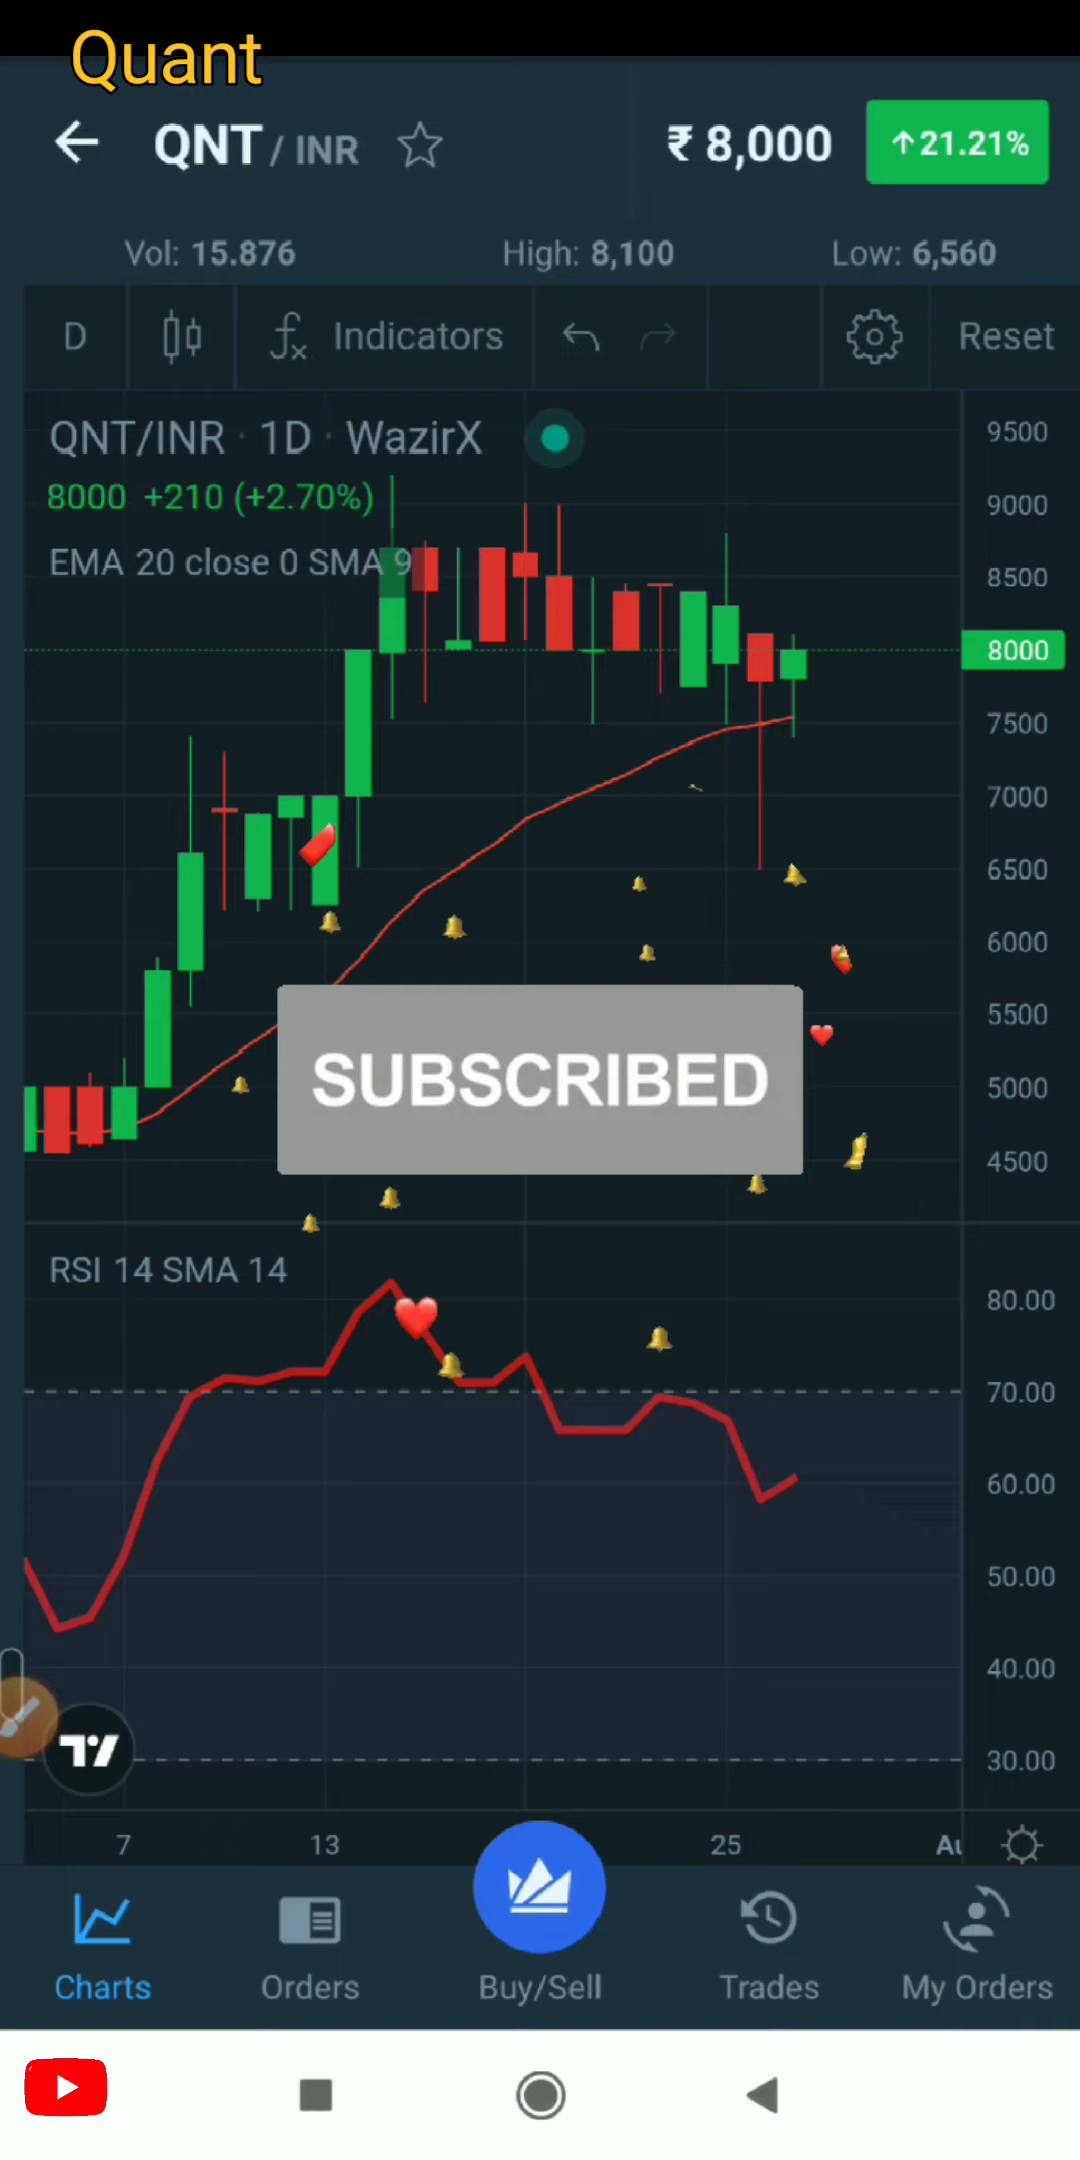 Quant
QNT / INR ₹ 8,000 ↑21.21%
Vol: 15.876 High: 8,100 Low: 6,560
D fx Indicators Reset
QNT/INR · 1D · WazirX
8000 +210 (+2.70%)
EMA 20 close 0 SMA 9
9500
9000
8500
8000
7500
7000
6500
6000
5500
5000
4500
SUBSCRIBED
RSI 14 SMA 14
80.00
70.00
60.00
50.00
40.00
30.00
7 13 25
Charts Orders Buy/Sell Trades My Orders